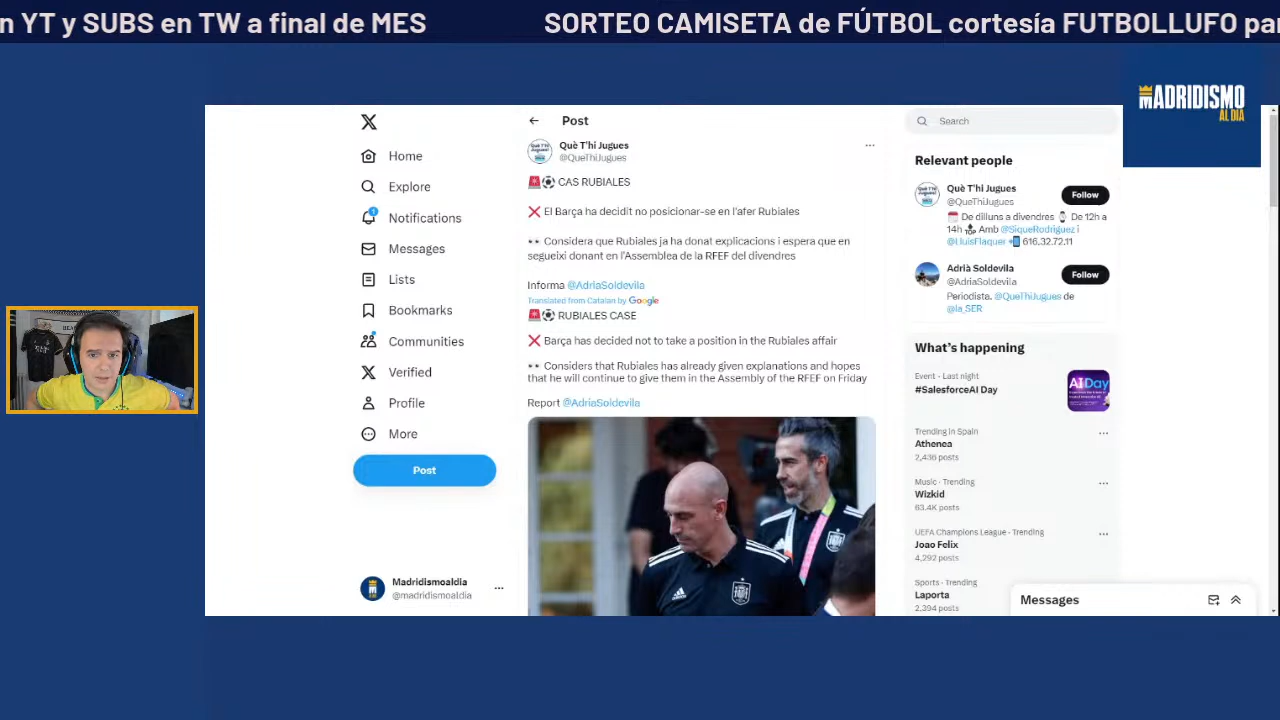 n YT y SUBS en TW a final de MES
SORTEO CAMISETA de FÚTBOL cortesía FUTBOLLUFO pa
MADRIDISMO
AL DIA
Post
Search
Home
Explore
Notifications
Messages
Lists
Bookmarks
Communities
Verified
Profile
More
Post
Madridismoaldia
@madridismoaldia
Què T'hi Jugues
@QueThiJugues
🚨⚽ CAS RUBIALES
❌ El Barça ha decidit no posicionar-se en l'afer Rubiales
👀 Considera que Rubiales ja ha donat explicacions i espera que en
segueixi donant en l'Assemblea de la RFEF del divendres
Informa @AdriaSoldevila
Translated from Catalan by Google
🚨⚽ RUBIALES CASE
❌ Barça has decided not to take a position in the Rubiales affair
👀 Considers that Rubiales has already given explanations and hopes
that he will continue to give them in the Assembly of the RFEF on Friday
Report @AdriaSoldevila
Relevant people
Què T'hi Jugues
@QueThiJugues
Follow
De dilluns a divendres ⌚ De 12h a
14h Amb @SiqueRodriguez i
@LluisFlaquer 📲 616.32.72.11
Adrià Soldevila
@AdriaSoldevila
Follow
Periodista. @QueThiJugues de
@la_SER
What's happening
Event · Last night
#SalesforceAI Day
AI Day
Trending in Spain
Athenea
2,436 posts
Music · Trending
Wizkid
63.4K posts
UEFA Champions League · Trending
Joao Felix
4,292 posts
Sports · Trending
Laporta
2,394 posts
Messages